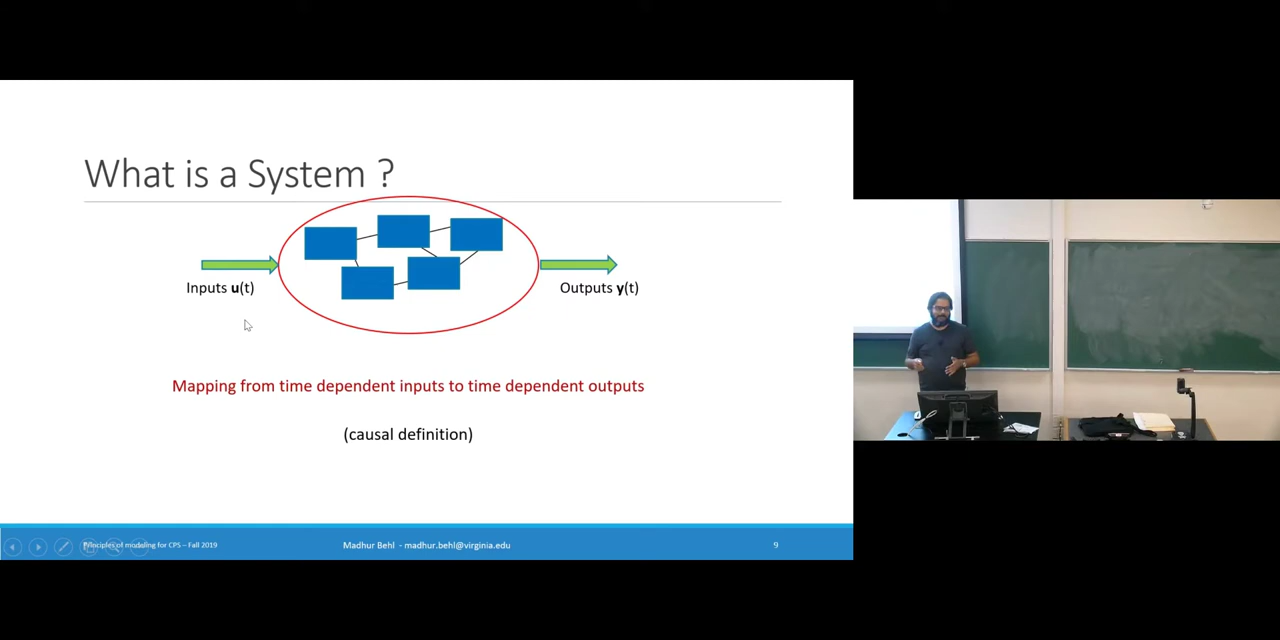 What is a System ?
Inputs u(t)
Outputs y(t)
Mapping from time dependent inputs to time dependent outputs
(causal definition)
Principles of modeling for CPS – Fall 2019
Madhur Behl - madhur.behl@virginia.edu
9